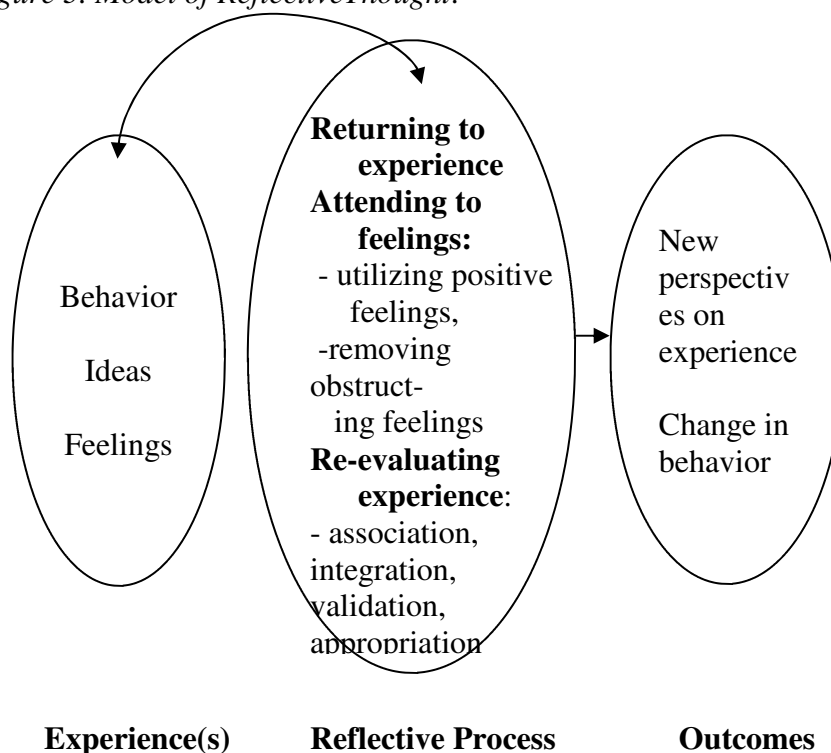 gure 3. Model of ReflectiveThought.
Behavior
Ideas
Feelings
Returning to
experience
Attending to
feelings:
- utilizing positive
feelings,
-removing
obstruct-
ing feelings
Re-evaluating
experience:
- association,
integration,
validation,
appropriation
New
perspectiv
es on
experience
Change in
behavior
Experience(s) Reflective Process Outcomes